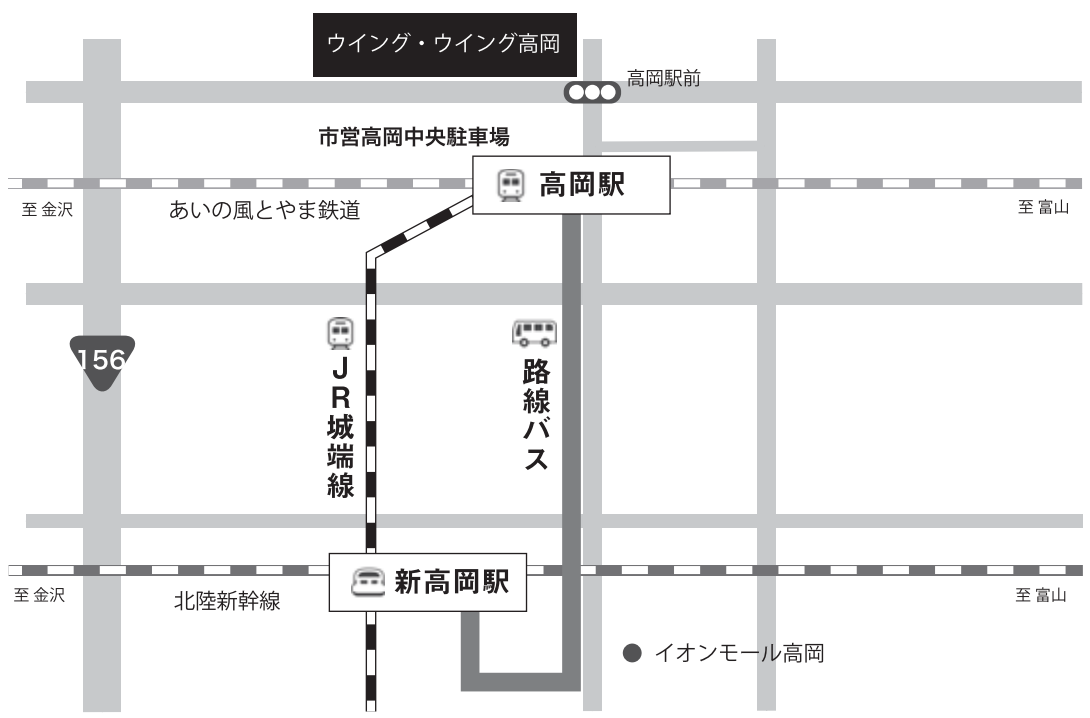 ウイング・ウイング高岡
高岡駅前
市営高岡中央駐車場
高岡駅
至 金沢
あいの風とやま鉄道
至 富山
156
JR城端線
路線バス
新高岡駅
至 金沢
北陸新幹線
至 富山
イオンモール高岡